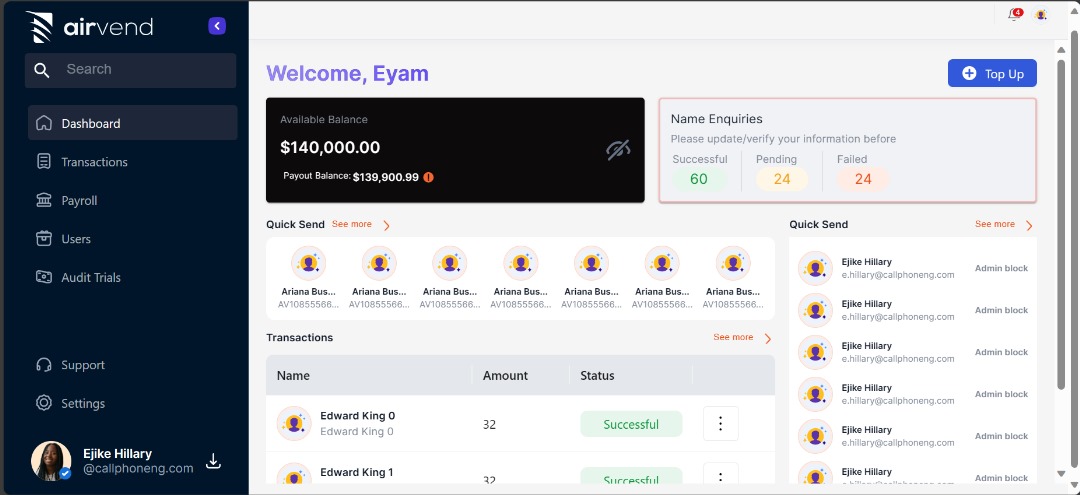 airvend
Search
Dashboard
Transactions
Payroll
Users
Audit Trials
Support
Settings
Ejike Hillary
@callphoneng.com
4
Welcome, Eyam
Top Up
Available Balance
$140,000.00
Payout Balance: $139,900.99
Name Enquiries
Please update/verify your information before
Successful Pending Failed
60 24 24
Quick Send See more
Ariana Bus... Ariana Bus... Ariana Bus... Ariana Bus... Ariana Bus... Ariana Bus... Ariana Bus...
AV10855566... AV10855566... AV10855566... AV10855566... AV10855566... AV10855566... AV10855566...
Transactions See more
Name Amount Status
Edward King 0
Edward King 0
32 Successful
Edward King 1
32 Successful
Quick Send See more
Ejike Hillary
e.hillary@callphoneng.com
Admin block
Ejike Hillary
e.hillary@callphoneng.com
Admin block
Ejike Hillary
e.hillary@callphoneng.com
Admin block
Ejike Hillary
e.hillary@callphoneng.com
Admin block
Ejike Hillary
e.hillary@callphoneng.com
Admin block
Ejike Hillary
e.hillary@callphoneng.com
Admin block